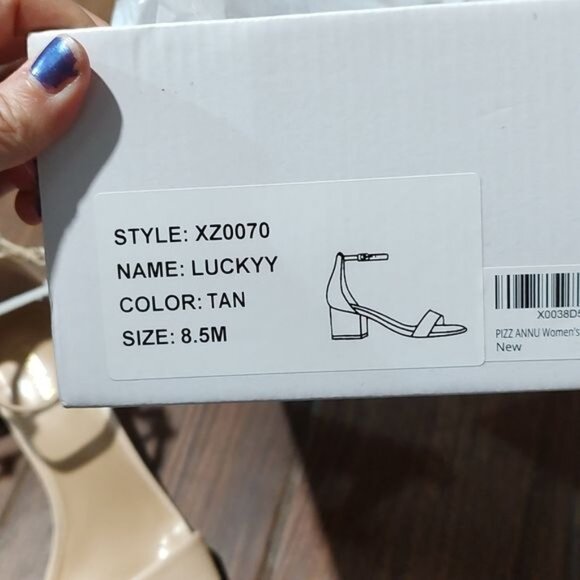 STYLE: XZ0070
NAME: LUCKYY
COLOR: TAN
SIZE: 8.5M
X0038D5
PIZZ ANNU Women's
New